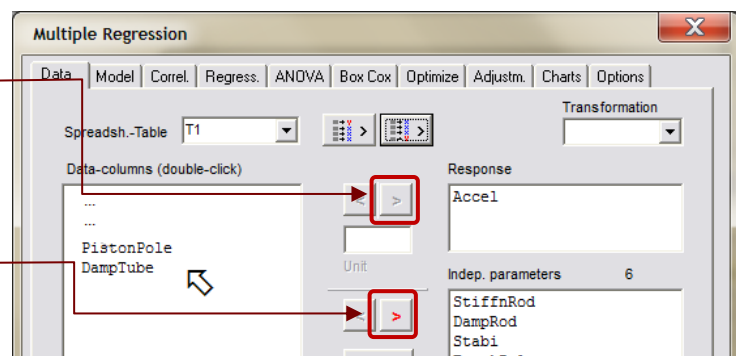 Multiple Regression
X
Data Model Correl. Regress. ANOVA Box Cox Optimize Adjustm. Charts Options
Transformation
Spreadsh.-Table T1 > >
Data-columns (double-click) Response
... < > Accel
...
PistonPole
DampTube Unit
Indep. parameters 6
< > StiffnRod
DampRod
Stabi